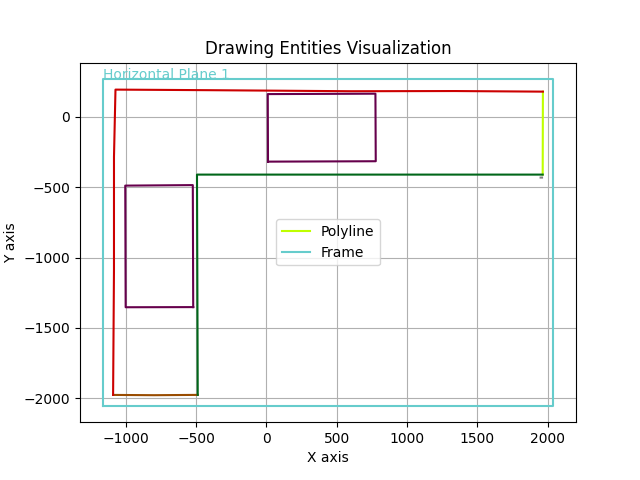 Drawing Entities Visualization
Horizontal Plane 1
0
−500
−1000
−1500
−2000
Y axis
Polyline
Frame
−1000
−500
0
500
1000
1500
2000
X axis